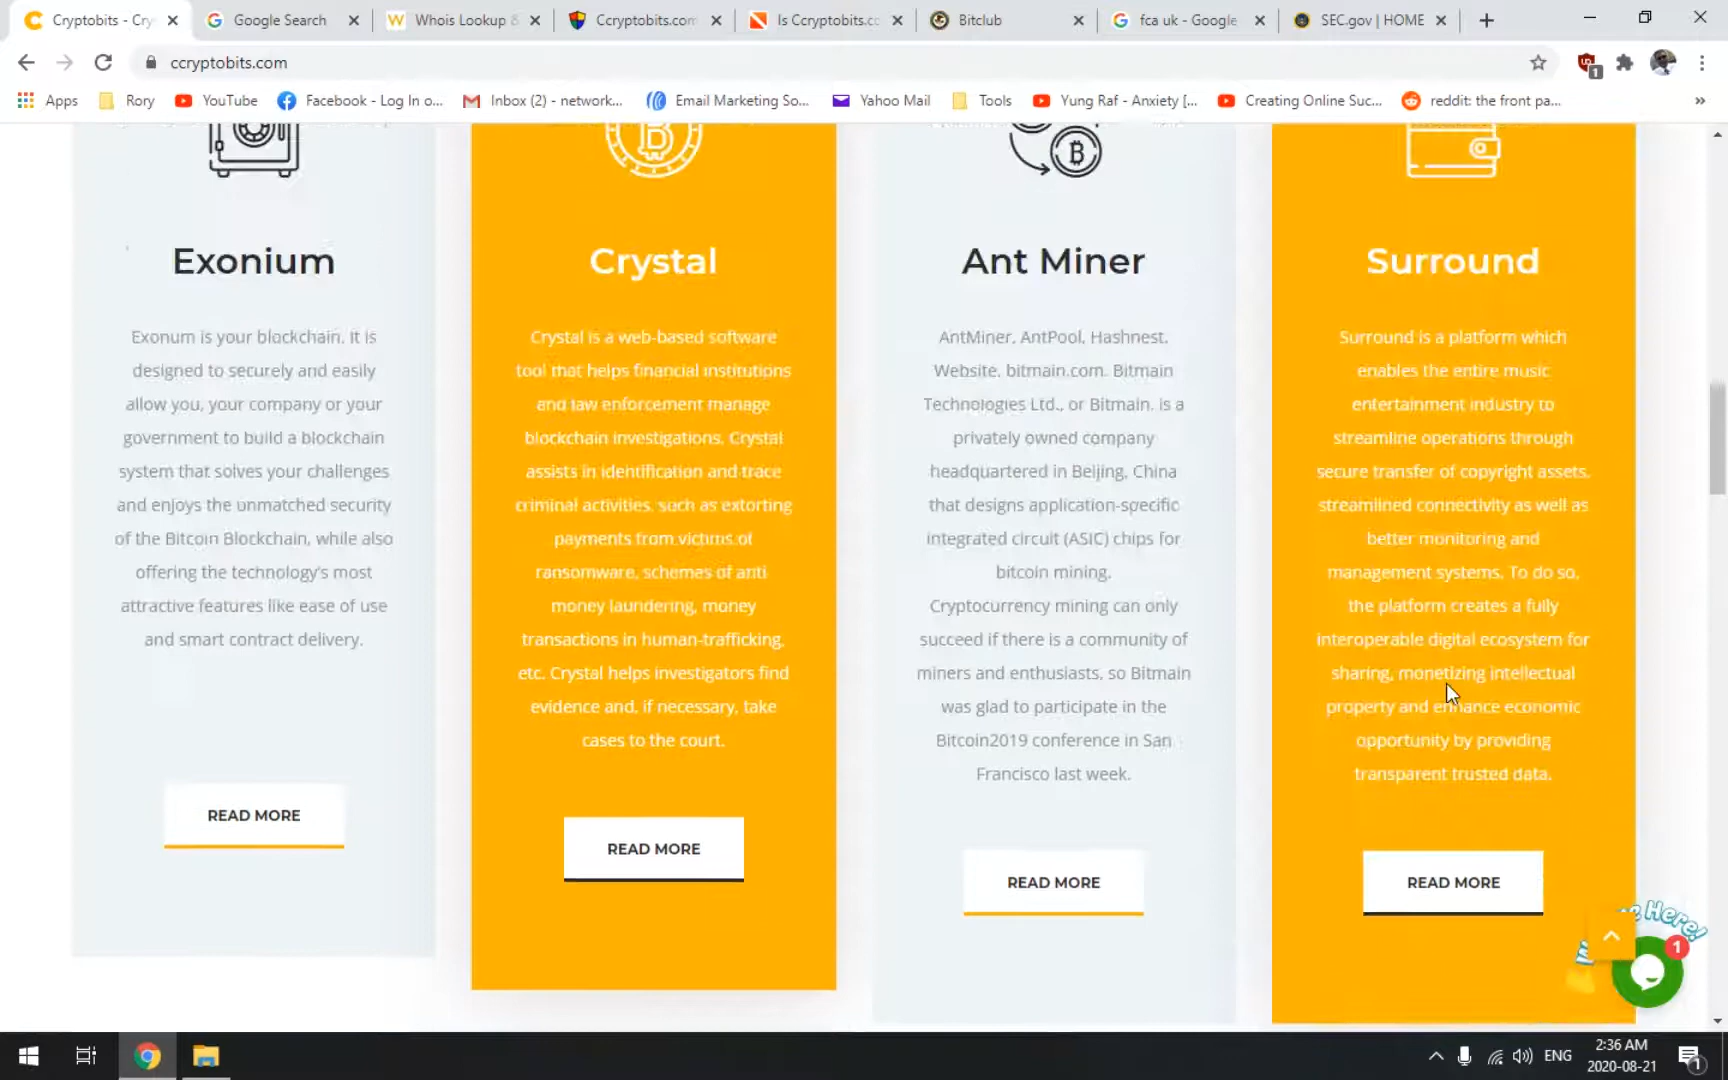 Cryptobits - Cry
Google Search
Whois Lookup &
Ccryptobits.com
Is Ccryptobits.co
Bitclub
fca uk - Google
SEC.gov | HOME
ccryptobits.com
1
Apps
Rory
YouTube
Facebook - Log In o...
Inbox (2) - network...
Email Marketing So...
Yahoo Mail
Tools
Yung Raf - Anxiety [...
Creating Online Suc...
reddit: the front pa...
»
Exonium
Exonum is your blockchain. It is
designed to securely and easily
allow you, your company or your
government to build a blockchain
system that solves your challenges
and enjoys the unmatched security
of the Bitcoin Blockchain, while also
offering the technology's most
attractive features like ease of use
and smart contract delivery.
READ MORE
Crystal
Crystal is a web-based software
tool that helps financial institutions
and law enforcement manage
blockchain investigations. Crystal
assists in identification and trace
criminal activities, such as extorting
payments from victims of
ransomware, schemes of anti
money laundering, money
transactions in human-trafficking,
etc. Crystal helps investigators find
evidence and, if necessary, take
cases to the court.
READ MORE
Ant Miner
AntMiner, AntPool, Hashnest.
Website. bitmain.com. Bitmain
Technologies Ltd., or Bitmain. is a
privately owned company
headquartered in Beijing, China
that designs application-specific
integrated circuit (ASIC) chips for
bitcoin mining.
Cryptocurrency mining can only
succeed if there is a community of
miners and enthusiasts, so Bitmain
was glad to participate in the
Bitcoin2019 conference in San
Francisco last week.
READ MORE
Surround
Surround is a platform which
enables the entire music
entertainment industry to
streamline operations through
secure transfer of copyright assets,
streamlined connectivity as well as
better monitoring and
management systems. To do so,
the platform creates a fully
interoperable digital ecosystem for
sharing, monetizing intellectual
property and enhance economic
opportunity by providing
transparent trusted data.
READ MORE
Here!
1
ENG
2:36 AM
2020-08-21
1